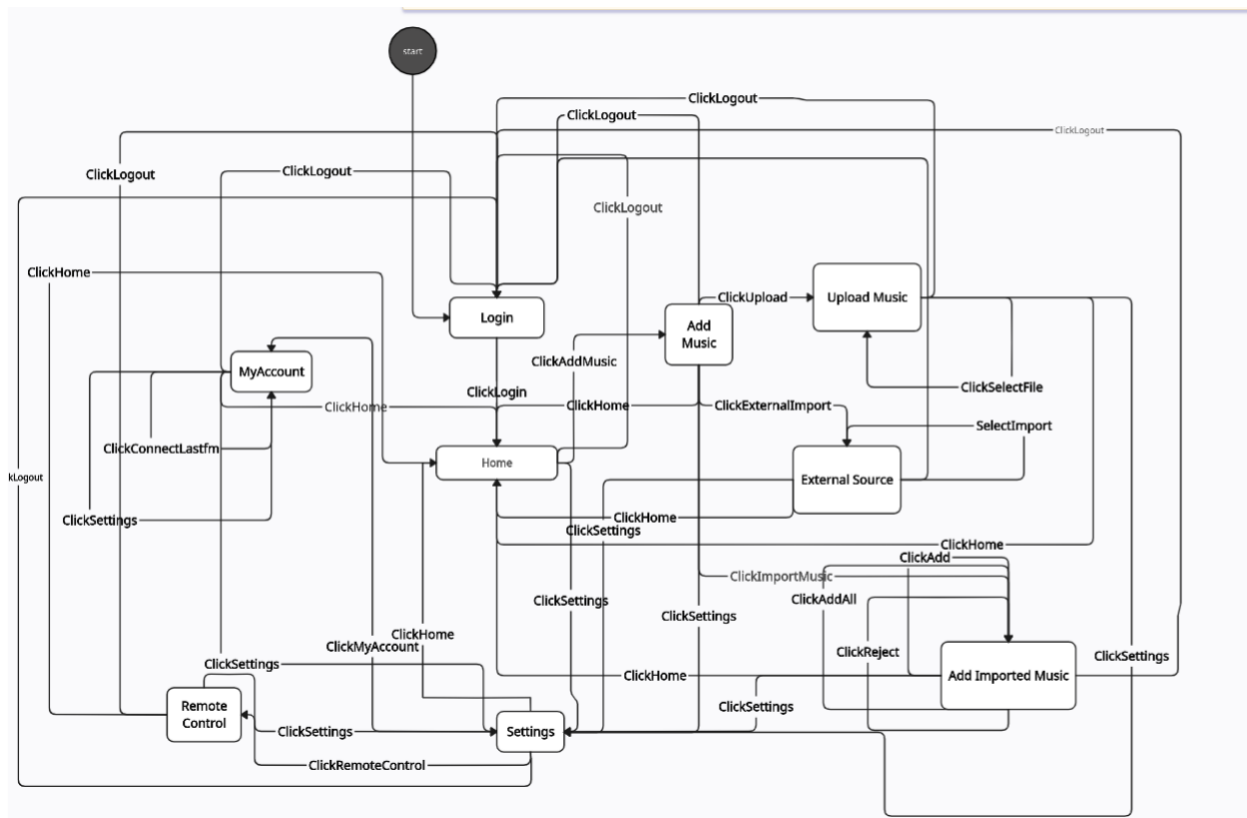 start
ClickLogout
ClickLogout
ClickLogout
ClickLogout
ClickLogout
ClickLogout
ClickHome
Upload Music
ClickUpload
Login
Add
Music
ClickAddMusic
MyAccount
ClickSelectFile
ClickLogin
ClickHome
ClickHome
ClickExternalImport
SelectImport
ClickConnectLastfm
Home
kLogout
External Source
ClickSettings
ClickHome
ClickSettings
ClickHome
ClickAdd
ClickImportMusic
ClickAddAll
ClickSettings
ClickSettings
ClickHome
ClickMyAccount
ClickReject
ClickSettings
ClickSettings
ClickHome
Add Imported Music
Remote
Control
ClickSettings
ClickSettings
Settings
ClickRemoteControl